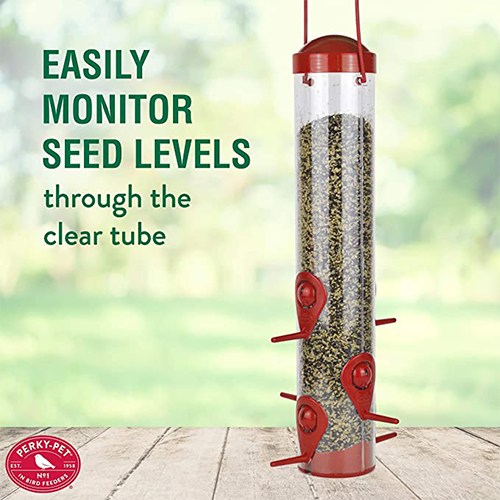 EASILY
MONITOR
SEED LEVELS
through the
clear tube
PERKY-PET
EST. 1958
Nº1
IN BIRD FEEDERS®